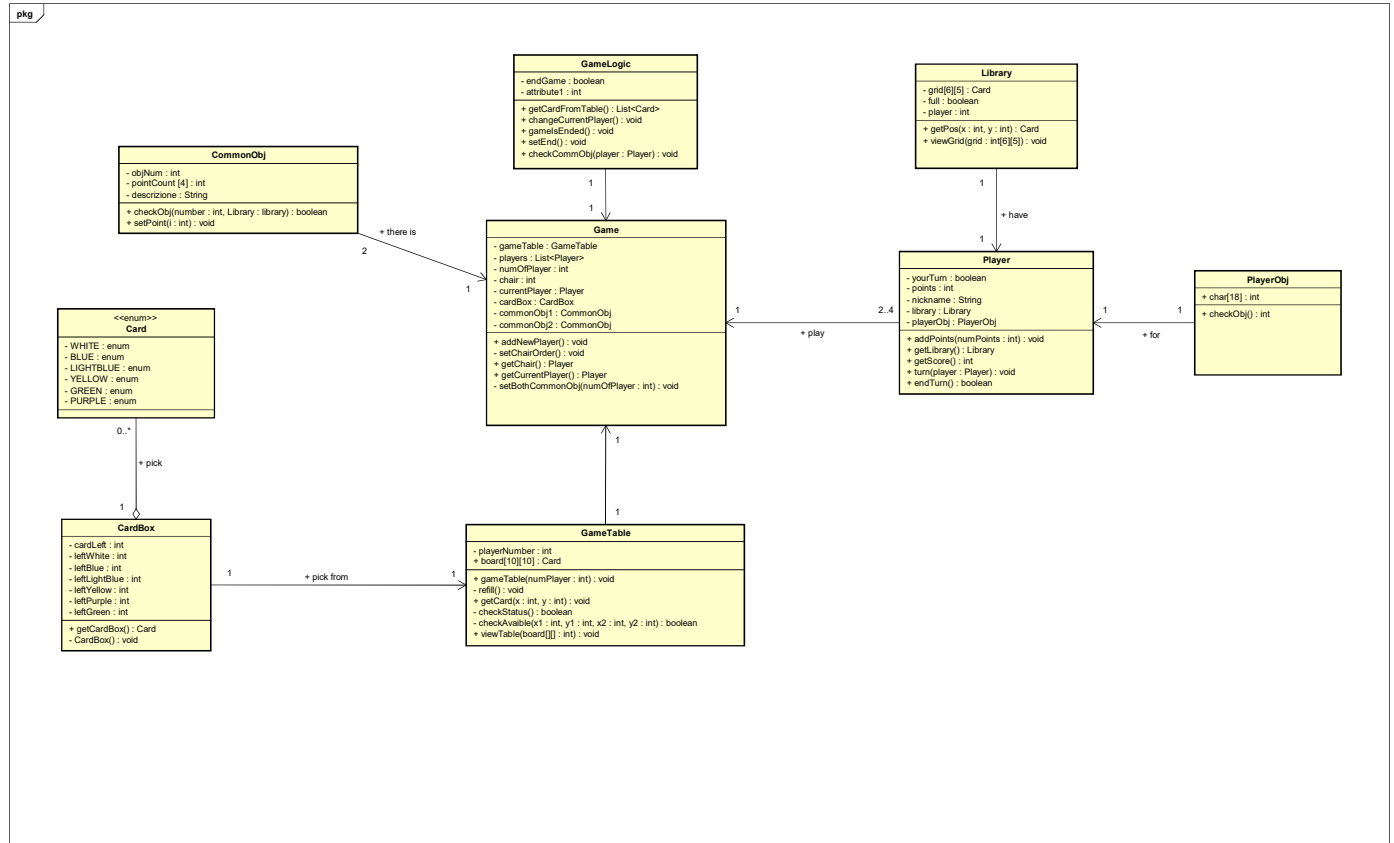 pkg
GameLogic
- endGame : boolean
- attribute1 : int
+ getCardFromTable() : List<Card>
+ changeCurrentPlayer() : void
+ gameIsEnded() : void
+ setEnd() : void
+ checkCommObj(player : Player) : void
Library
- grid[6][5] : Card
- full : boolean
- player : int
+ getPos(x : int, y : int) : Card
+ viewGrid(grid : int[6][5]) : void
CommonObj
- objNum : int
- pointCount [4] : int
- descrizione : String
+ checkObj(number : int, Library : library) : boolean
+ setPoint(i : int) : void
1
1
+ there is
2
1
1
+ have
1
Game
- gameTable : GameTable
- players : List<Player>
- numOfPlayer : int
- chair : int
- currentPlayer : Player
- cardBox : CardBox
- commonObj1 : CommonObj
- commonObj2 : CommonObj
+ addNewPlayer() : void
- setChairOrder() : void
+ getChair() : Player
+ getCurrentPlayer() : Player
- setBothCommonObj(numOfPlayer : int) : void
1
2..4
+ play
Player
- yourTurn : boolean
- points : int
- nickname : String
- library : Library
- playerObj : PlayerObj
+ addPoints(numPoints : int) : void
+ getLibrary() : Library
+ getScore() : int
+ turn(player : Player) : void
+ endTurn() : boolean
1
1
+ for
PlayerObj
+ char[18] : int
+ checkObj() : int
<<enum>>
Card
- WHITE : enum
- BLUE : enum
- LIGHTBLUE : enum
- YELLOW : enum
- GREEN : enum
- PURPLE : enum
0..*
+ pick
1
1
1
CardBox
- cardLeft : int
- leftWhite : int
- leftBlue : int
- leftLightBlue : int
- leftYellow : int
- leftPurple : int
- leftGreen : int
+ getCardBox() : Card
- CardBox() : void
1
+ pick from
1
GameTable
- playerNumber : int
+ board[10][10] : Card
+ gameTable(numPlayer : int) : void
- refill() : void
+ getCard(x : int, y : int) : void
- checkStatus() : boolean
- checkAvaible(x1 : int, y1 : int, x2 : int, y2 : int) : boolean
+ viewTable(board[][] : int) : void